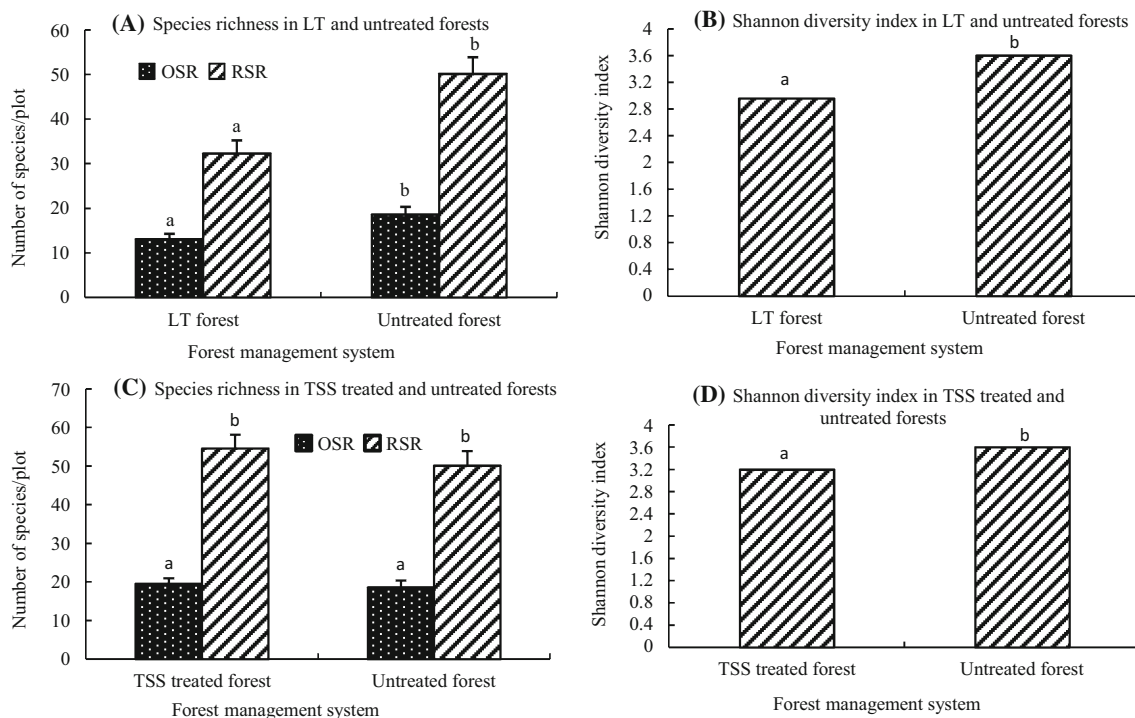 (A) Species richness in LT and untreated forests
60
50
40
30
20
10
0
Number of species/plot
OSR RSR
a
a
b
b
LT forest Untreated forest
Forest management system
(B) Shannon diversity index in LT and untreated forests
4
3.6
3.2
2.8
2.4
2
1.6
1.2
0.8
0.4
0
Shannon diversity index
a
b
LT forest Untreated forest
Forest management system
(C) Species richness in TSS treated and untreated forests
70
60
50
40
30
20
10
0
Number of species/plot
OSR RSR
a
b
a
b
TSS treated forest Untreated forest
Forest management system
(D) Shannon diversity index in TSS treated and
untreated forests
4
3.6
3.2
2.8
2.4
2
1.6
1.2
0.8
0.4
0
Shannon diversity index
a
b
TSS treated forest Untreated forest
Forest management system